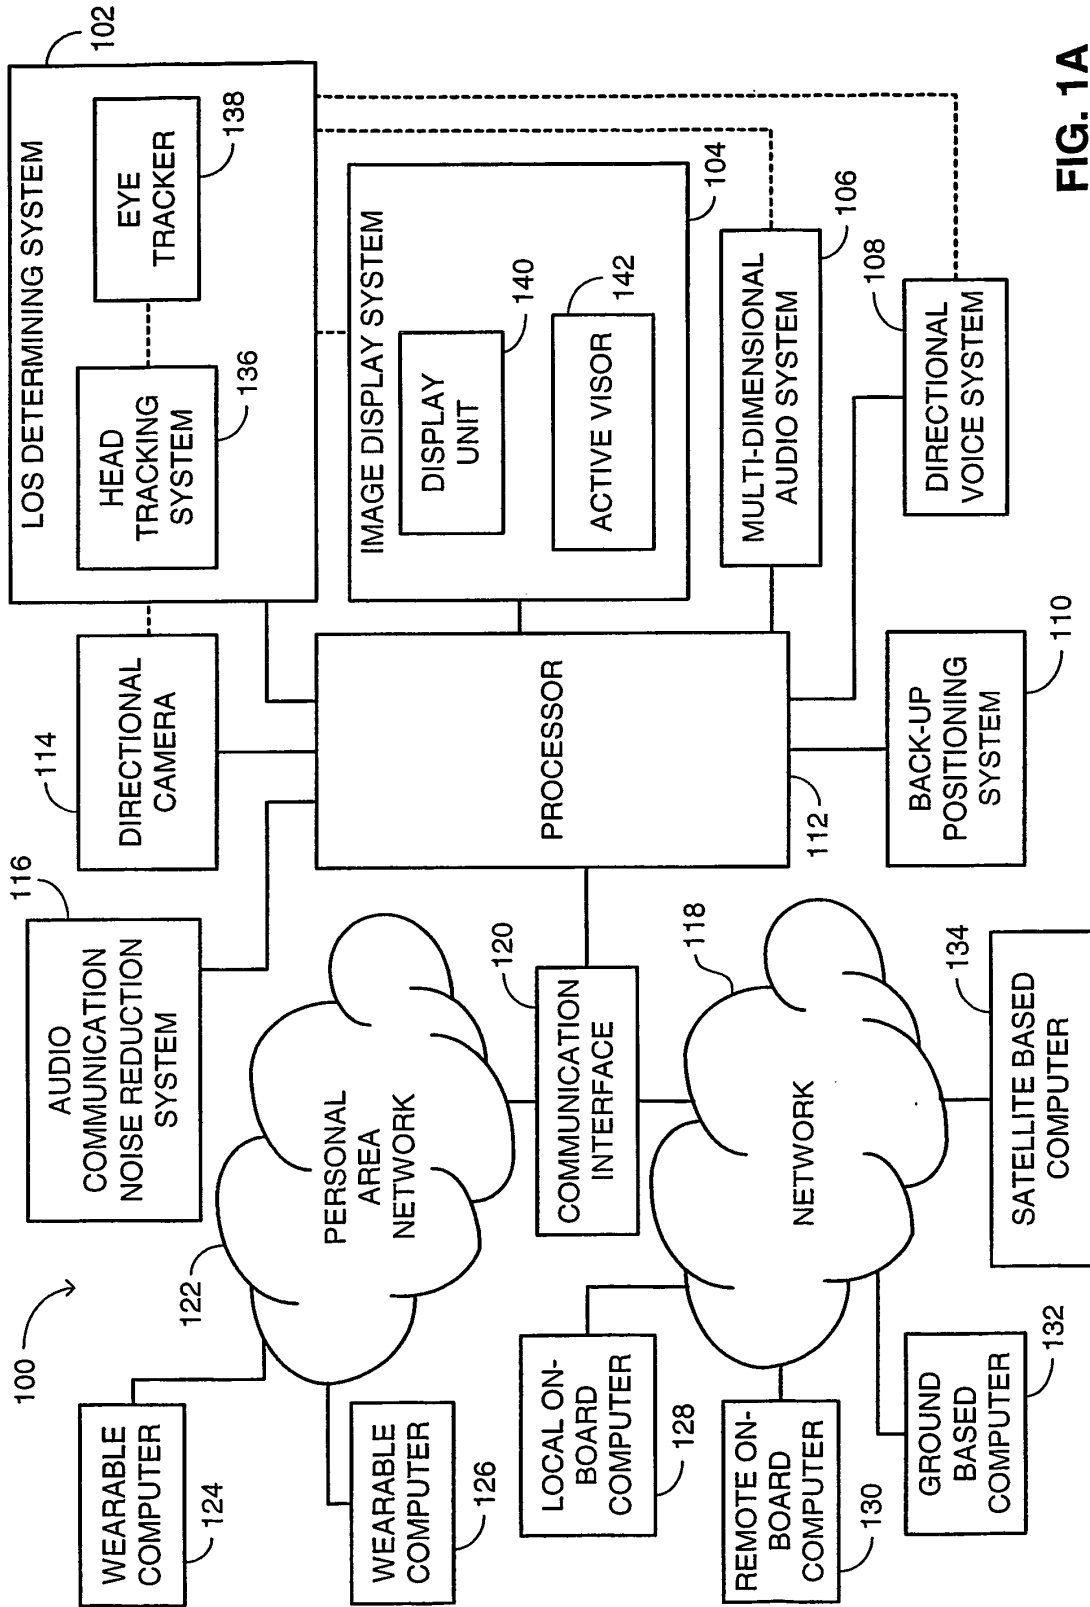 100
WEARABLE
COMPUTER
124
WEARABLE
COMPUTER
126
LOCAL ON-
BOARD
COMPUTER
128
REMOTE ON-
BOARD
COMPUTER
130
GROUND
BASED
COMPUTER
132
122
PERSONAL
AREA
NETWORK
AUDIO
COMMUNICATION
NOISE REDUCTION
SYSTEM
116
COMMUNICATION
INTERFACE
120
NETWORK
118
SATELLITE BASED
COMPUTER
134
114
DIRECTIONAL
CAMERA
PROCESSOR
112
BACK-UP
POSITIONING
SYSTEM
110
LOS DETERMINING SYSTEM
102
HEAD
TRACKING
SYSTEM
136
EYE
TRACKER
138
IMAGE DISPLAY SYSTEM
104
DISPLAY
UNIT
140
ACTIVE VISOR
142
MULTI-DIMENSIONAL
AUDIO SYSTEM
106
DIRECTIONAL
VOICE SYSTEM
108
FIG. 1A